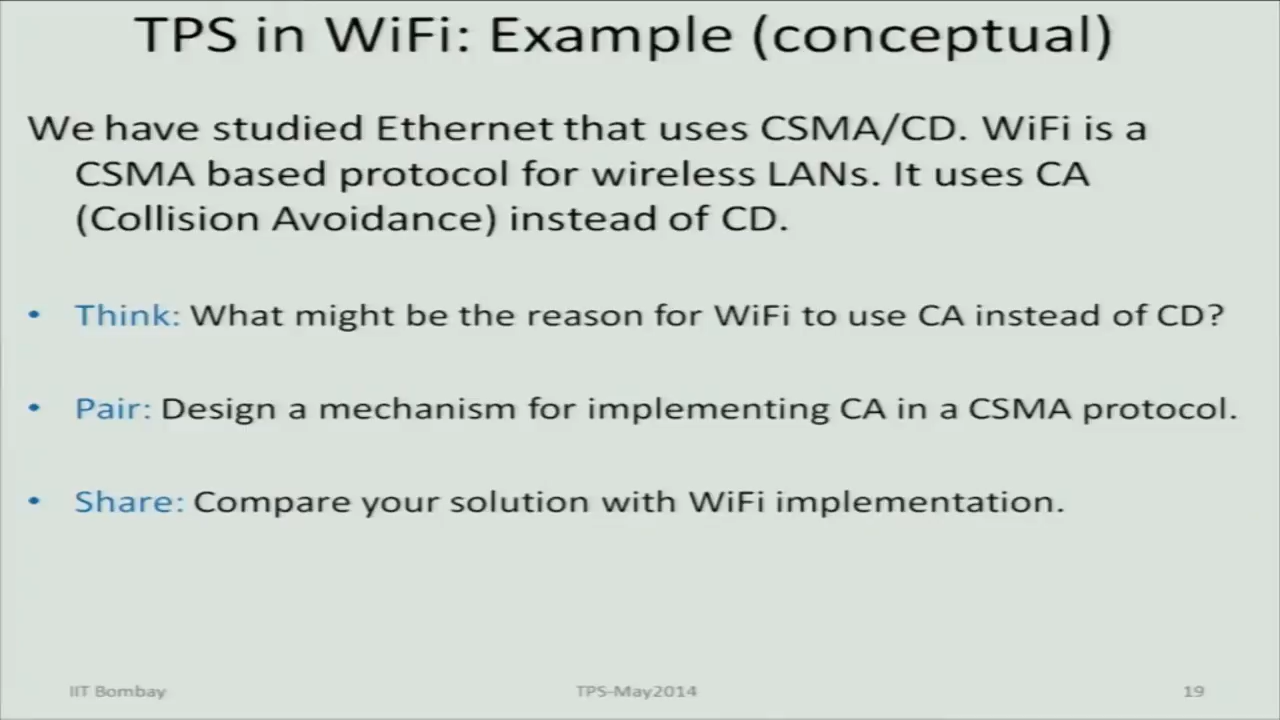 TPS in WiFi: Example (conceptual)
We have studied Ethernet that uses CSMA/CD. WiFi is a
CSMA based protocol for wireless LANs. It uses CA
(Collision Avoidance) instead of CD.
• Think: What might be the reason for WiFi to use CA instead of CD?
• Pair: Design a mechanism for implementing CA in a CSMA protocol.
• Share: Compare your solution with WiFi implementation.
IIT Bombay
TPS-May2014
19